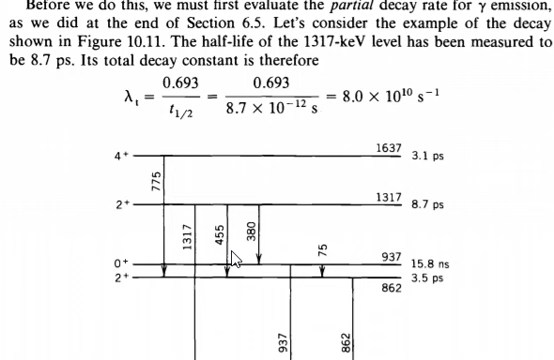 Before we do this, we must first evaluate the partial decay rate for γ emission,
as we did at the end of Section 6.5. Let's consider the example of the decay
shown in Figure 10.11. The half-life of the 1317-keV level has been measured to
be 8.7 ps. Its total decay constant is therefore
λt = 0.693 / t1/2 = 0.693 / 8.7 × 10⁻¹² s = 8.0 × 10¹⁰ s⁻¹
4+ 1637 3.1 ps
775
2+ 1317 8.7 ps
1317 455 380 75
0+ 937 15.8 ns
2+ 862 3.5 ps
937 862